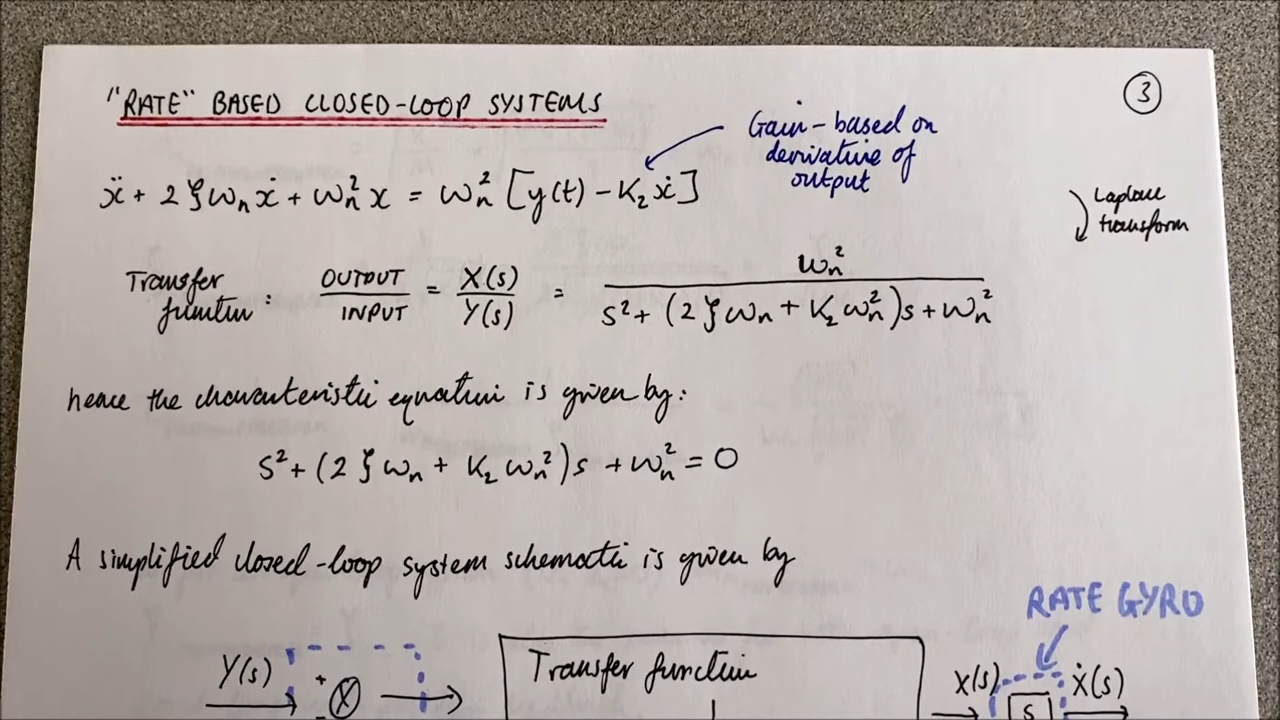 "RATE" BASED CLOSED-LOOP SYSTEMS
3
Gain-based on
derivative of
output
ẍ + 2ζωₙẋ + ωₙ²x = ωₙ² [y(t) − K₂ẋ]
Laplace
transform
Transfer
function : OUTPUT/INPUT = X(s)/Y(s) = ωₙ² / s² + (2ζωₙ + K₂ωₙ²)s + ωₙ²
hence the characteristic equation is given by:
s² + (2ζωₙ + K₂ωₙ²)s + ωₙ² = 0
A simplified closed-loop system schematic is given by
RATE GYRO
Y(s) + X − Transfer function X(s) s Ẋ(s)